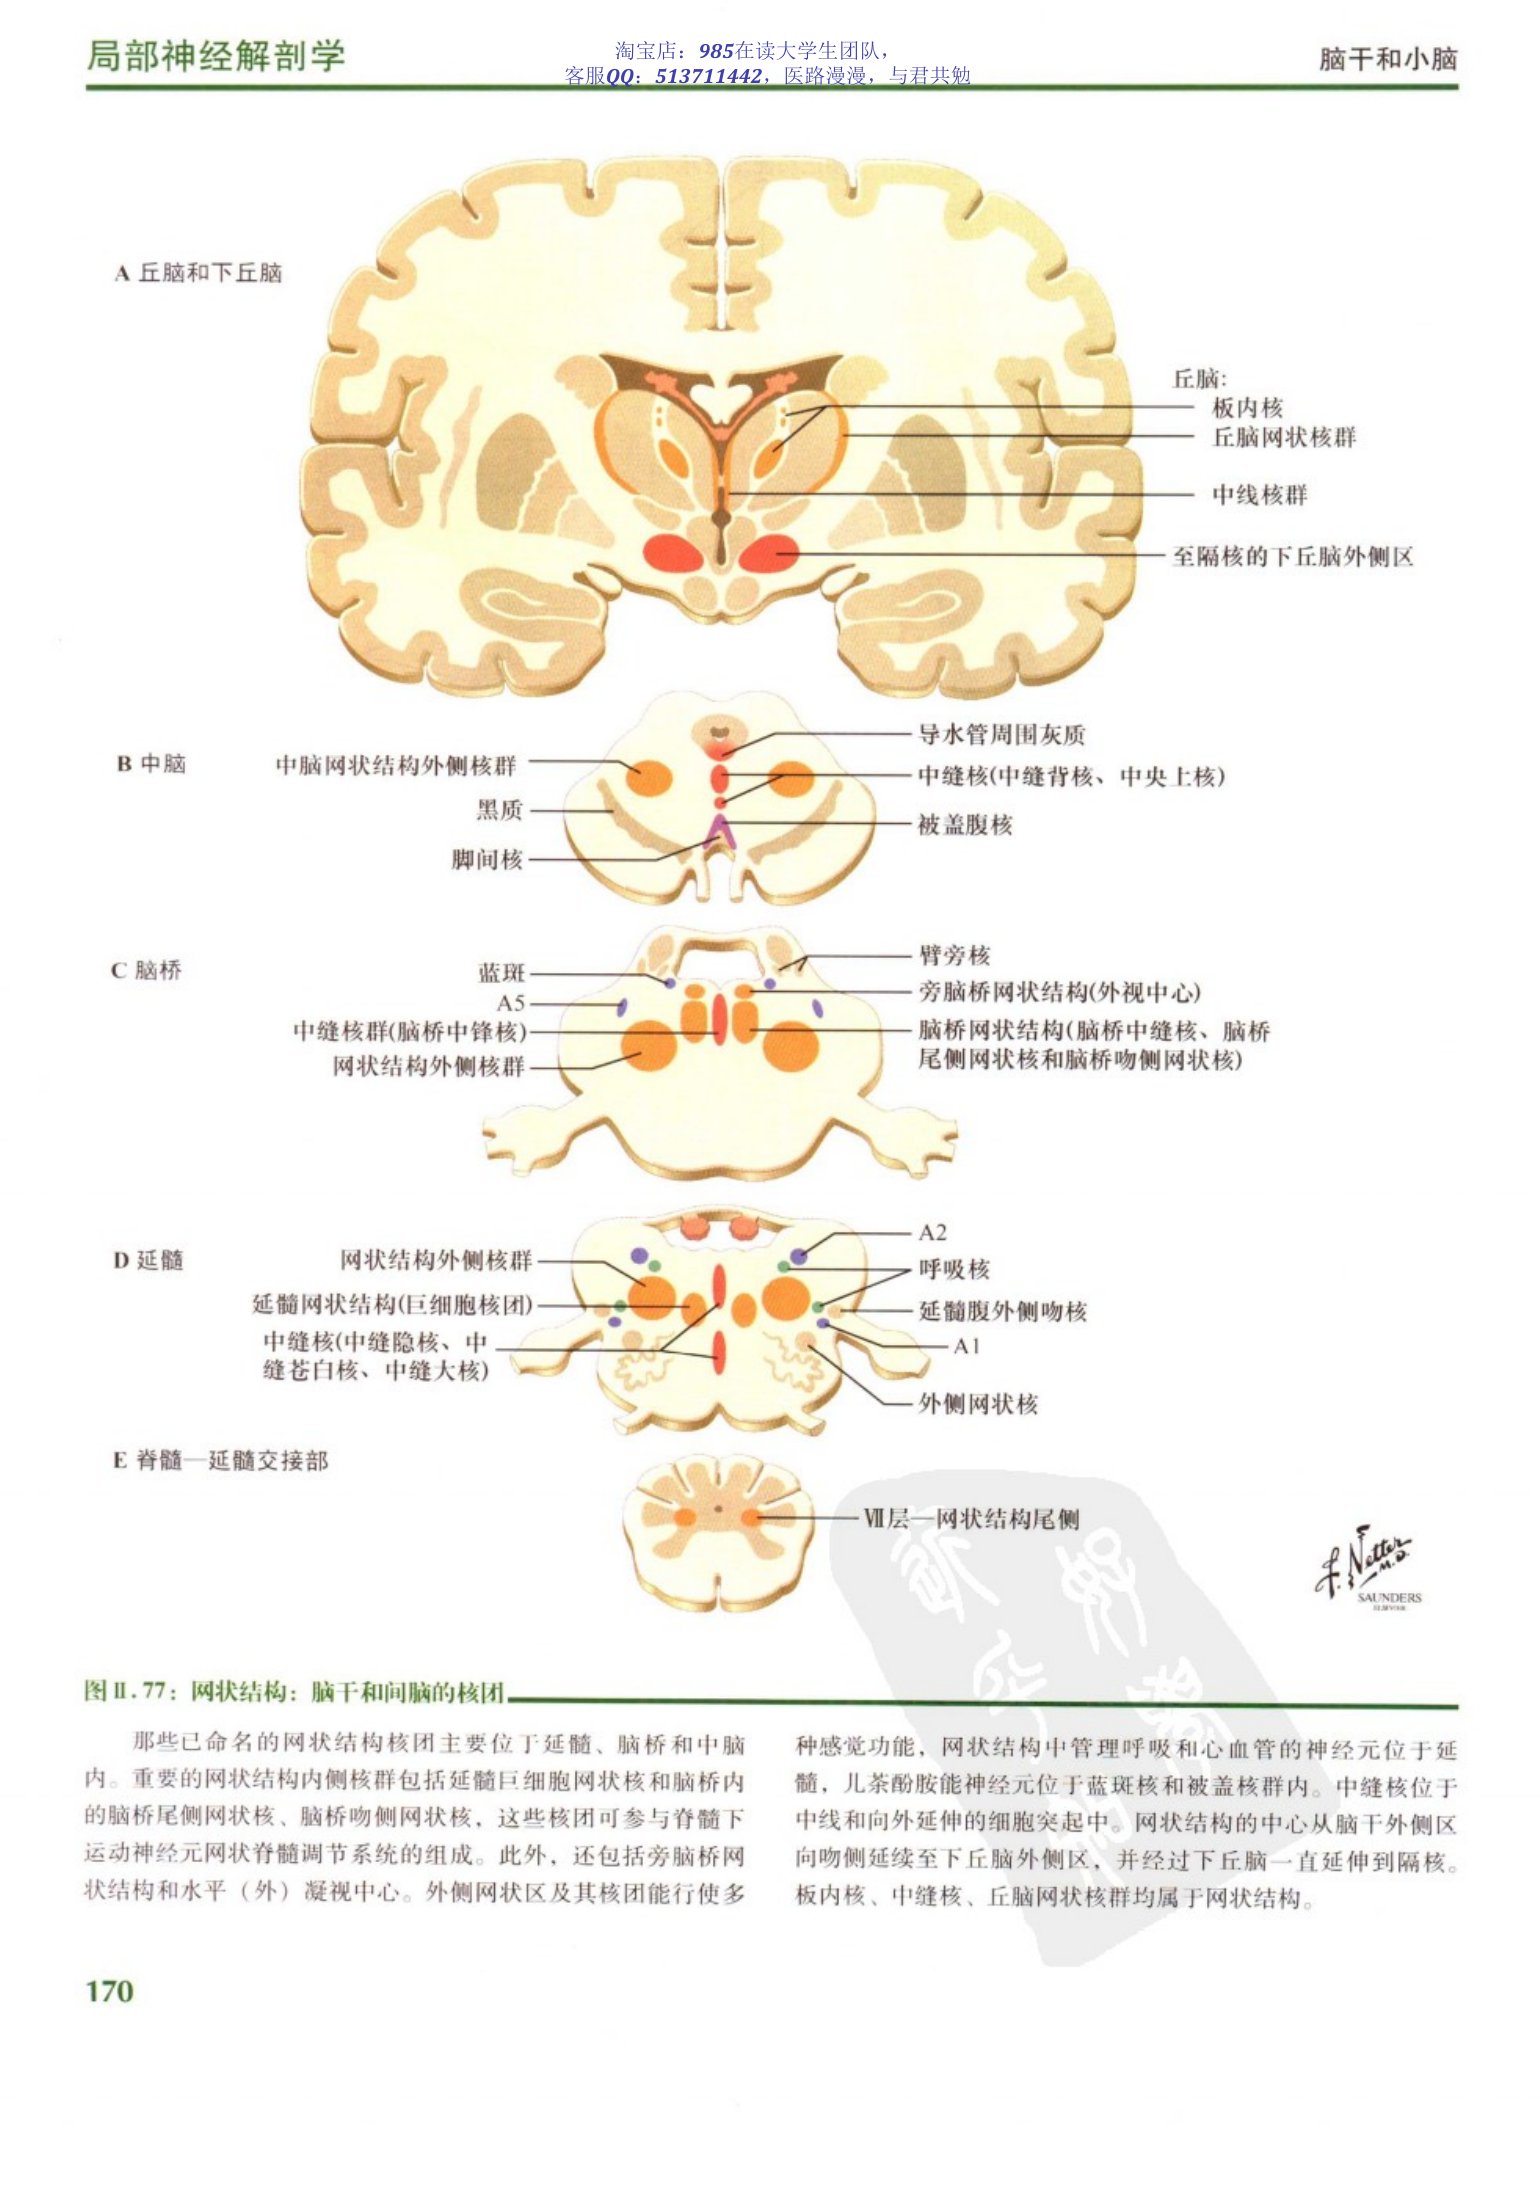 局部神经解剖学
淘宝店：985在读大学生团队，
客服QQ：513711442，医路漫漫，与君共勉
脑干和小脑
A 丘脑和下丘脑
丘脑:
板内核
丘脑网状核群
中线核群
至隔核的下丘脑外侧区
B 中脑
中脑网状结构外侧核群
黑质
脚间核
导水管周围灰质
中缝核(中缝背核、中央上核)
被盖腹核
C 脑桥
蓝斑
A5
中缝核群(脑桥中锋核)
网状结构外侧核群
臂旁核
旁脑桥网状结构(外视中心)
脑桥网状结构(脑桥中缝核、脑桥
尾侧网状核和脑桥吻侧网状核)
D 延髓
网状结构外侧核群
延髓网状结构(巨细胞核团)
中缝核(中缝隐核、中
缝苍白核、中缝大核)
A2
呼吸核
延髓腹外侧吻核
A1
外侧网状核
E 脊髓—延髓交接部
Ⅶ层—网状结构尾侧
F. Netter
M.D.
SAUNDERS
ELSEVIER
图 Ⅱ.77：网状结构：脑干和间脑的核团
那些已命名的网状结构核团主要位于延髓、脑桥和中脑
内。重要的网状结构内侧核群包括延髓巨细胞网状核和脑桥内
的脑桥尾侧网状核、脑桥吻侧网状核，这些核团可参与脊髓下
运动神经元网状脊髓调节系统的组成。此外，还包括旁脑桥网
状结构和水平（外）凝视中心。外侧网状区及其核团能行使多
种感觉功能，网状结构中管理呼吸和心血管的神经元位于延
髓，儿茶酚胺能神经元位于蓝斑核和被盖核群内。中缝核位于
中线和向外延伸的细胞突起中。网状结构的中心从脑干外侧区
向吻侧延续至下丘脑外侧区，并经过下丘脑一直延伸到隔核。
板内核、中缝核、丘脑网状核群均属于网状结构。
170